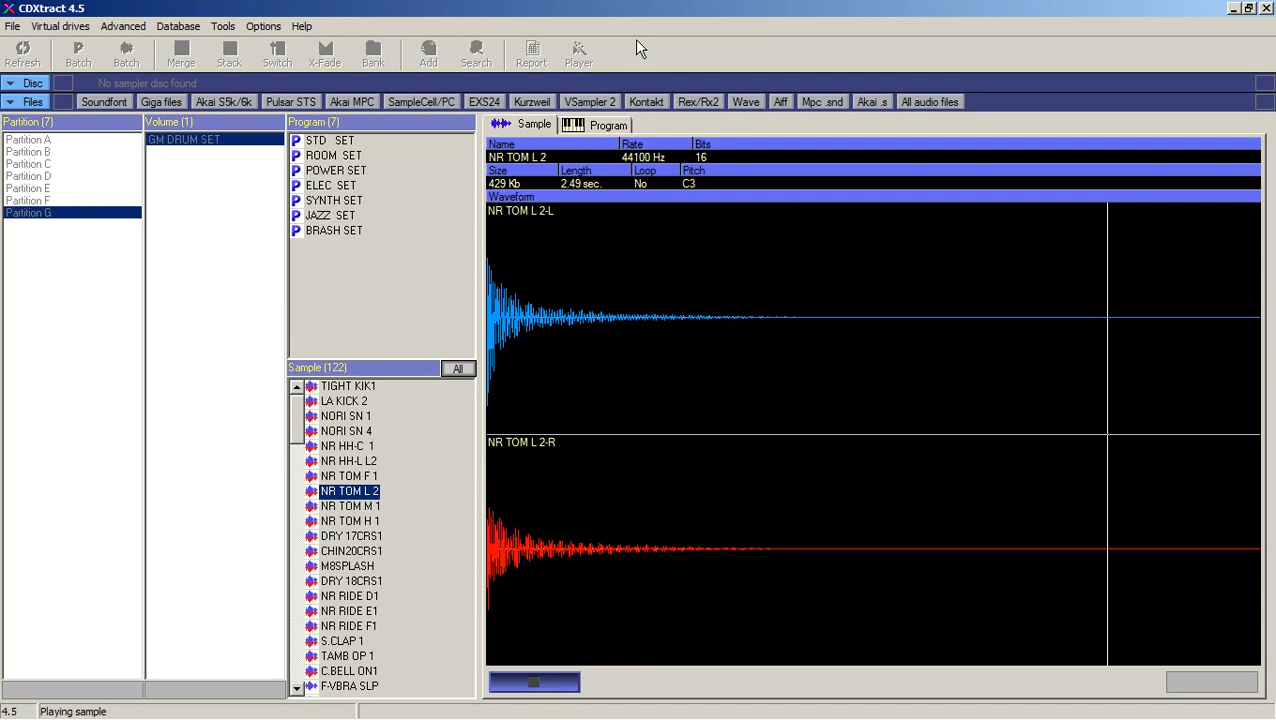 CDXtract 4.5
File Virtual drives Advanced Database Tools Options Help
Refresh Batch Batch Merge Stack Switch X-Fade Bank Add Search Report Player
Disc No sampler disc found
Files Soundfont Giga files Akai S5k/6k Pulsar STS Akai MPC SampleCell/PC EXS24 Kurzweil VSampler 2 Kontakt Rex/Rx2 Wave Aiff Mpc .snd Akai .s All audio files
Partition (7)
Partition A
Partition B
Partition C
Partition D
Partition E
Partition F
Partition G
Volume (1)
GM DRUM SET
Program (7)
P STD SET
P ROOM SET
P POWER SET
P ELEC SET
P SYNTH SET
P JAZZ SET
P BRASH SET
Sample (122) All
TIGHT KIK1
LA KICK 2
NORI SN 1
NORI SN 4
NR HH-C 1
NR HH-L L2
NR TOM F 1
NR TOM L 2
NR TOM M 1
NR TOM H 1
DRY 17CRS1
CHIN20CRS1
M8SPLASH
DRY 18CRS1
NR RIDE D1
NR RIDE E1
NR RIDE F1
S.CLAP 1
TAMB OP 1
C.BELL ON1
F-VBRA SLP
Sample Program
Name Rate Bits
NR TOM L 2 44100 Hz 16
Size Length Loop Pitch
429 Kb 2.49 sec. No C3
Waveform
NR TOM L 2-L
NR TOM L 2-R
4.5 Playing sample